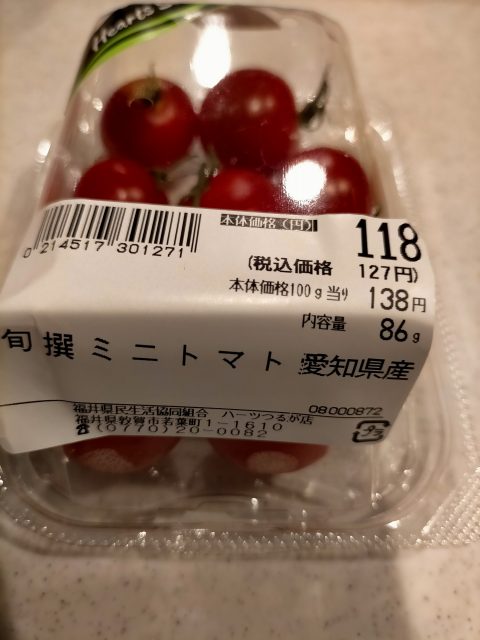 Hearts
本体価格(円)
118
0 214517 301271
(税込価格 127円)
本体価格100g当り 138円
内容量 86g
旬撰ミニトマト 愛知県産
福井県民生活協同組合 ハーツつるが店
08000872
福井県敦賀市若葉町1-1610
☎(0770)20-0082
プラ